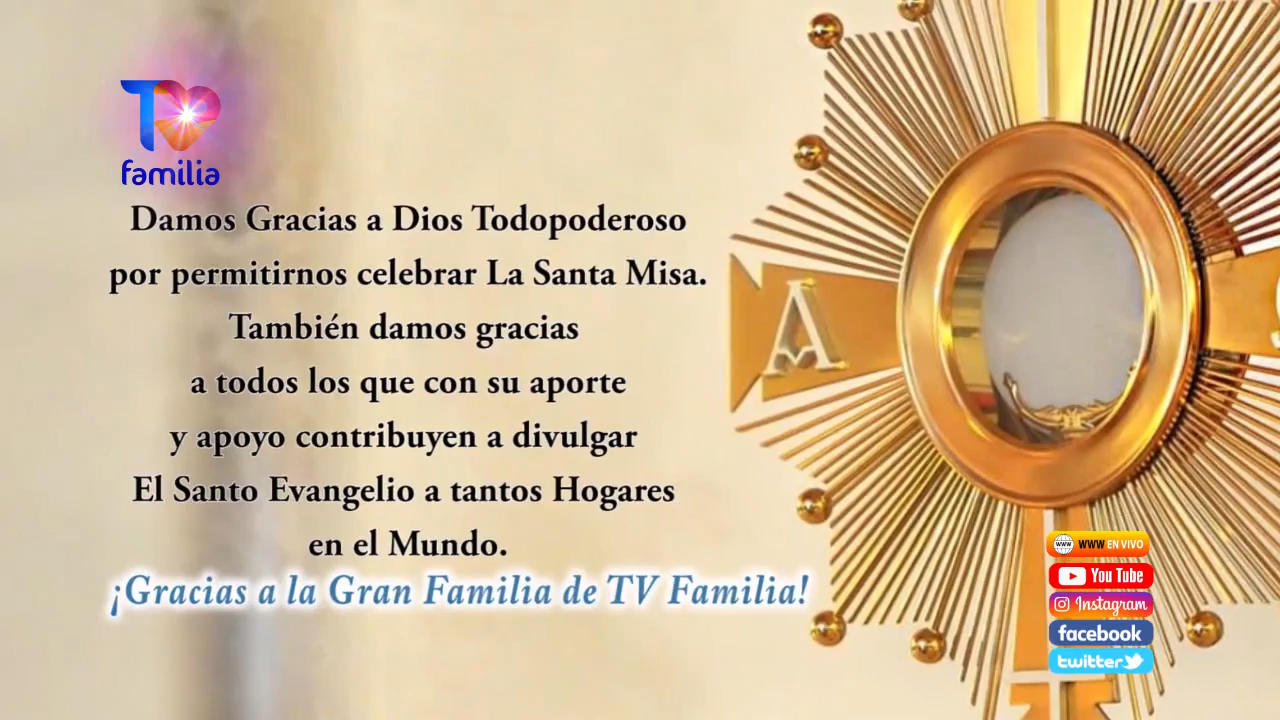 TV
familia
Damos Gracias a Dios Todopoderoso
por permitirnos celebrar La Santa Misa.
También damos gracias
a todos los que con su aporte
y apoyo contribuyen a divulgar
El Santo Evangelio a tantos Hogares
en el Mundo.
¡Gracias a la Gran Familia de TV Familia!
A
WWW WWW EN VIVO
You Tube
Instagram
facebook
twitter